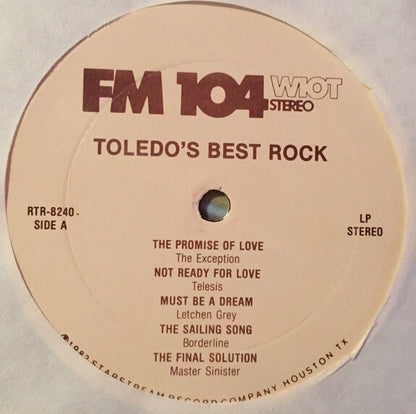 FM 104 WIOT
STEREO
TOLEDO'S BEST ROCK
RTR-8240
SIDE A
LP
STEREO
THE PROMISE OF LOVE
The Exception
NOT READY FOR LOVE
Telesis
MUST BE A DREAM
Letchen Grey
THE SAILING SONG
Borderline
THE FINAL SOLUTION
Master Sinister
℗1982 STARSTREAM RECORD COMPANY HOUSTON TX